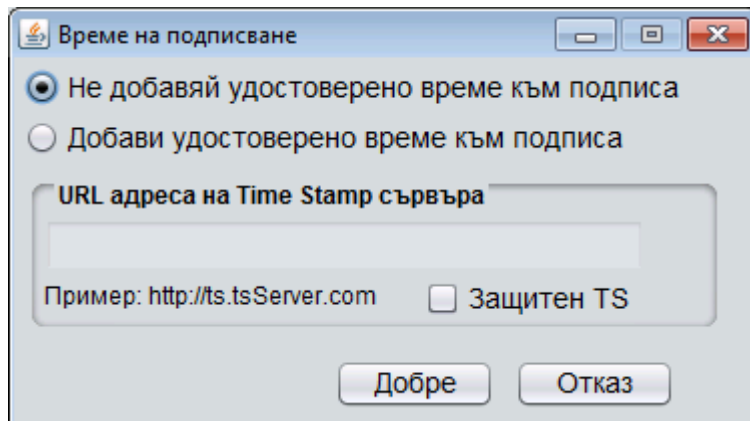 Време на подписване
Не добавяй удостоверено време към подписа
Добави удостоверено време към подписа
URL адреса на Time Stamp сървъра
Пример: http://ts.tsServer.com Защитен TS
Добре Отказ